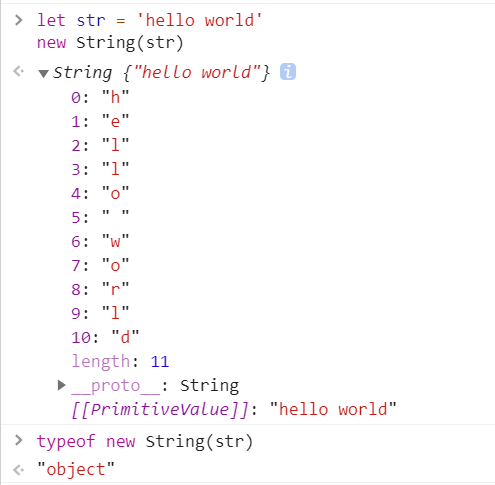 let str = 'hello world'
new String(str)
String {"hello world"} i
0: "h"
1: "e"
2: "l"
3: "l"
4: "o"
5: " "
6: "w"
7: "o"
8: "r"
9: "l"
10: "d"
length: 11
__proto__: String
[[PrimitiveValue]]: "hello world"
typeof new String(str)
"object"